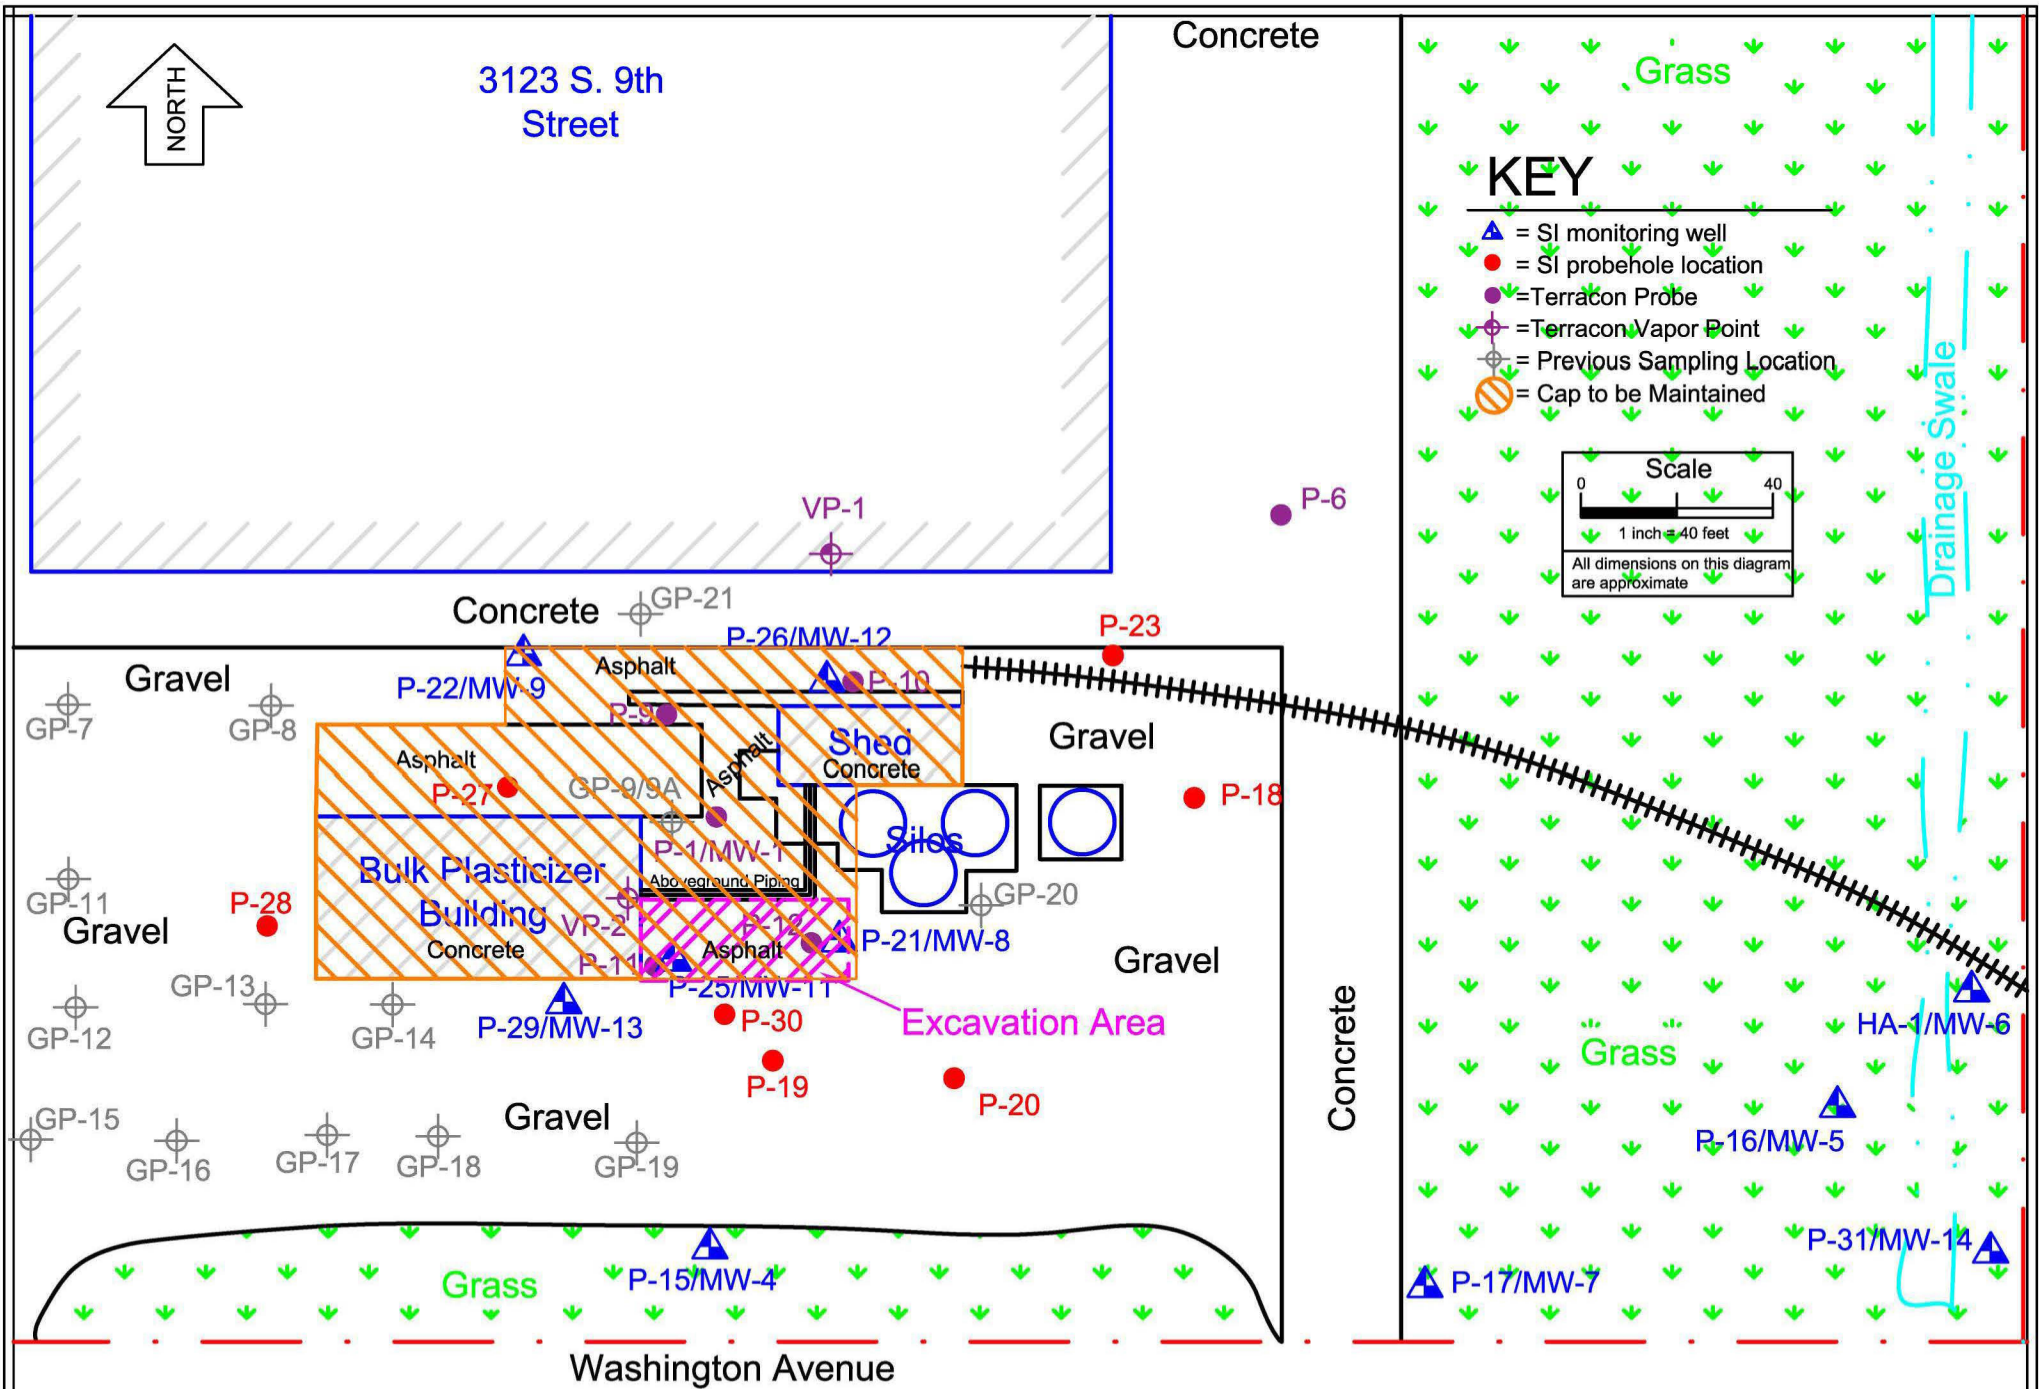 Concrete
Grass
3123 S. 9th
Street
NORTH
KEY
= SI monitoring well
= SI probehole location
=Terracon Probe
=Terracon Vapor Point
= Previous Sampling Location
= Cap to be Maintained
Scale
0 40
1 inch = 40 feet
All dimensions on this diagram
are approximate
Drainage Swale
VP-1
P-6
Concrete
GP-21
P-23
P-26/MW-12
Gravel
Asphalt
P-22/MW-9
P-10
GP-7
GP-8
P-9
Shed
Concrete
Gravel
Asphalt
Asphalt
P-27
GP-9/9A
P-18
Silos
P-1/MW-1
Bulk Plasticizer
Building
Concrete
Aboveground Piping
GP-11
P-28
Gravel
GP-20
VP-2
P-12
P-21/MW-8
Asphalt
P-11
Gravel
P-25/MW-11
GP-13
GP-12
GP-14
P-29/MW-13
P-30
Excavation Area
Concrete
HA-1/MW-6
Grass
P-19
P-20
GP-15
GP-16
GP-17
GP-18
Gravel
GP-19
P-16/MW-5
P-31/MW-14
Grass
P-15/MW-4
P-17/MW-7
Washington Avenue